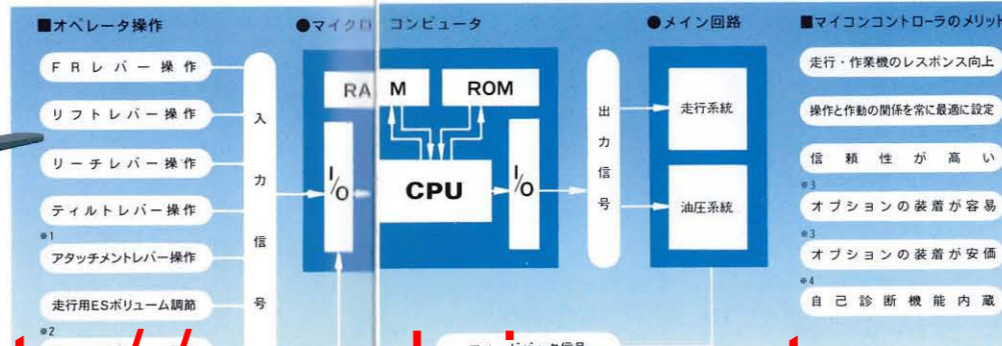 ■オペレータ操作
●マイクロコンピュータ
●メイン回路
■マイコンコントローラのメリット
FRレバー操作
リフトレバー操作
リーチレバー操作
ティルトレバー操作
※1
アタッチメントレバー操作
走行用ESボリューム調節
※2
入力信号
RAM
ROM
I/O
CPU
I/O
出力信号
走行系統
油圧系統
走行・作業機のレスポンス向上
操作と作動の関係を常に最適に設定
信頼性が高い
※3
オプションの装着が容易
※3
オプションの装着が安価
※4
自己診断機能内蔵